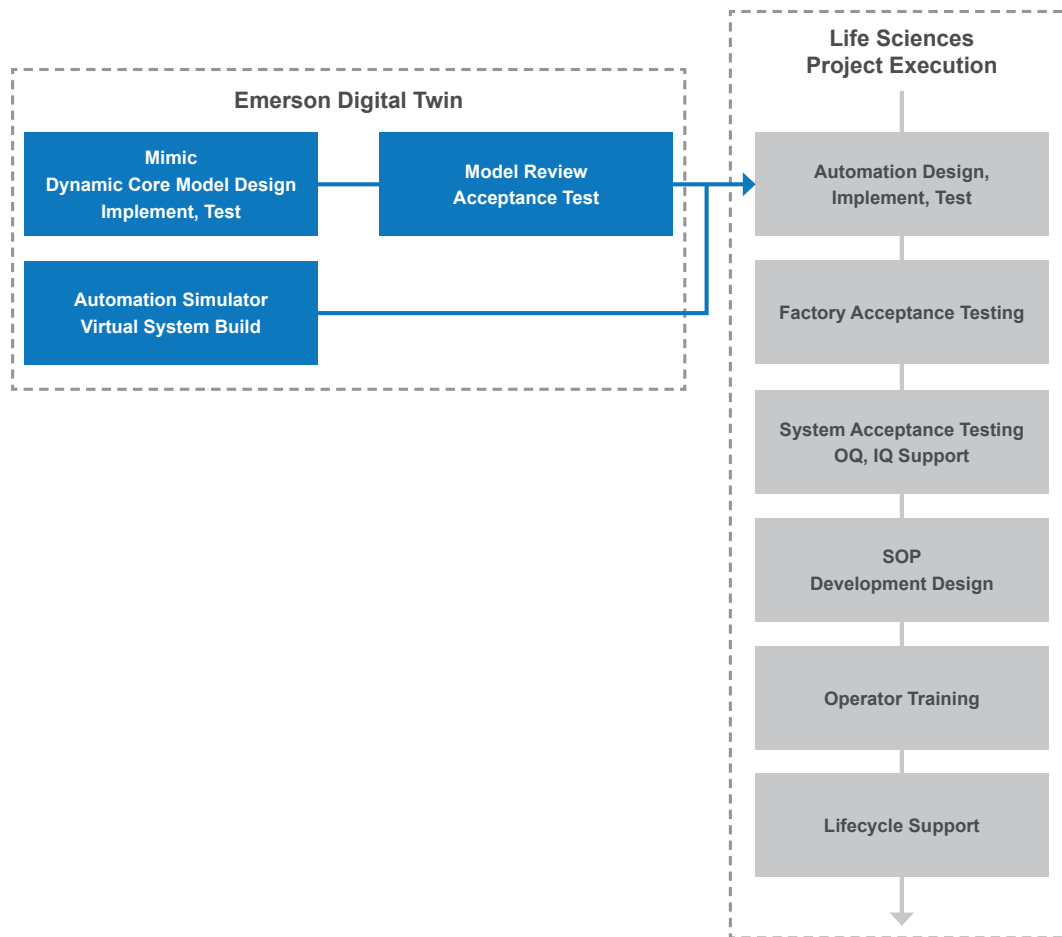 Emerson Digital Twin
Mimic
Dynamic Core Model Design
Implement, Test
Model Review
Acceptance Test
Automation Simulator
Virtual System Build
Life Sciences
Project Execution
Automation Design,
Implement, Test
Factory Acceptance Testing
System Acceptance Testing
OQ, IQ Support
SOP
Development Design
Operator Training
Lifecycle Support